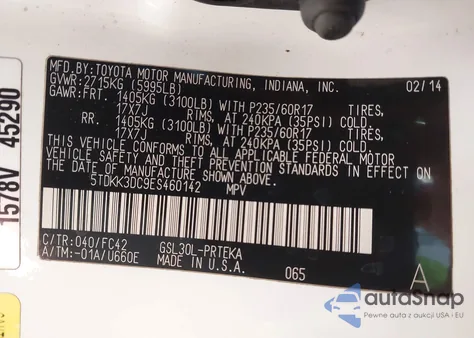 MFD. BY: TOYOTA MOTOR MANUFACTURING, INDIANA, INC. 02/14
GVWR: 2715KG (5995LB)
GAWR: FRT. 1405KG (3100LB) WITH P235/60R17 TIRES,
17X7J RIMS, AT 240KPA (35PSI) COLD
RR. 1405KG (3100LB) WITH P235/60R17 TIRES,
17X7J RIMS, AT 240KPA (35PSI) COLD
THIS VEHICLE CONFORMS TO ALL APPLICABLE FEDERAL MOTOR
VEHICLE SAFETY, BUMPER, AND THEFT PREVENTION STANDARDS IN EFFECT
ON THE DATE OF MANUFACTURE SHOWN ABOVE.
5TDKK3DC9ES460142 MPV
C/TR:040/FC42 GSL30L-PRTEKA
A/TM:-01A/U660E MADE IN U.S.A. 065 A
1578V 45290
autoSnap
Pewne auta z aukcji USA - EU